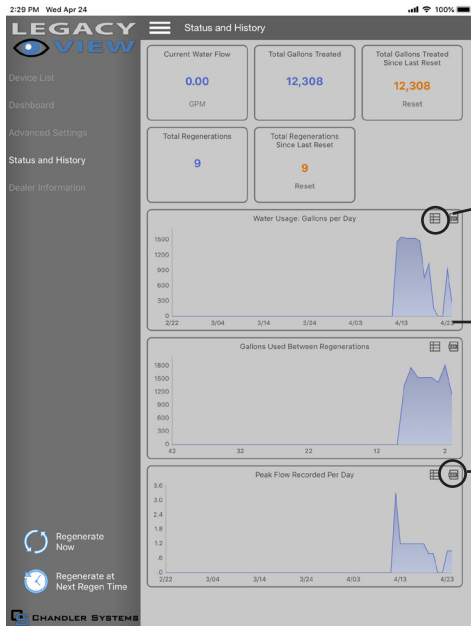 2:29 PM Wed Apr 24
100%
LEGACY
VIEW
Status and History
Device List
Dashboard
Advanced Settings
Status and History
Dealer Information
Current Water Flow
0.00
GPM
Total Gallons Treated
12,308
Total Gallons Treated
Since Last Reset
12,308
Reset
Total Regenerations
9
Total Regenerations
Since Last Reset
9
Reset
Water Usage: Gallons per Day
1500
1200
900
600
300
0
2/22 3/04 3/14 3/24 4/03 4/13 4/23
Gallons Used Between Regenerations
1800
1500
1200
900
600
300
0
42 32 22 12 2
Peak Flow Recorded Per Day
3.6
3.0
2.4
1.8
1.2
.6
0
2/22 3/04 3/14 3/24 4/03 4/13 4/23
Regenerate
Now
Regenerate at
Next Regen Time
CHANDLER SYSTEMS